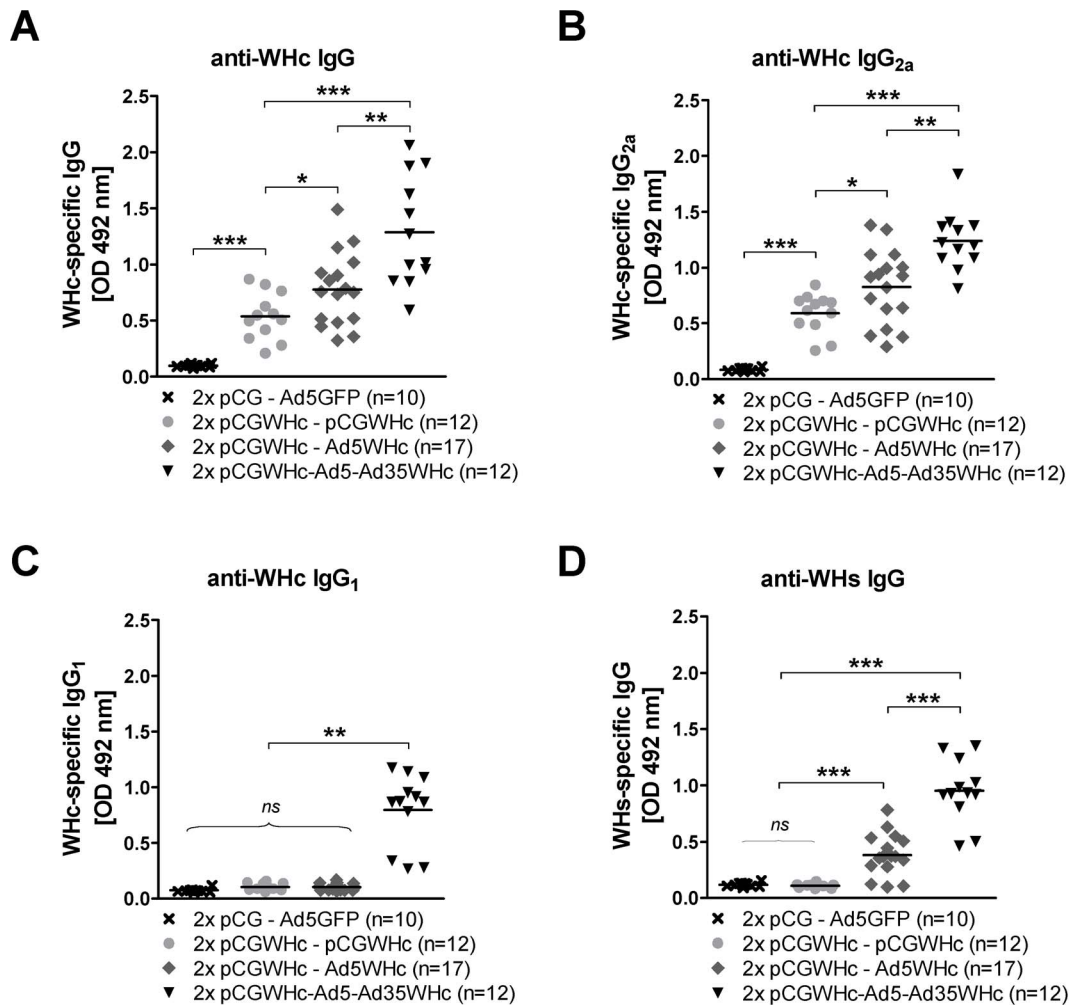 A
anti-WHc IgG
WHc-specific IgG
[OD 492 nm]
2.5
2.0
1.5
1.0
0.5
0.0
***
**
*
***
2x pCG - Ad5GFP (n=10)
2x pCGWHc - pCGWHc (n=12)
2x pCGWHc - Ad5WHc (n=17)
2x pCGWHc-Ad5-Ad35WHc (n=12)
B
anti-WHc IgG2a
WHc-specific IgG2a
[OD 492 nm]
2.5
2.0
1.5
1.0
0.5
0.0
***
**
*
***
2x pCG - Ad5GFP (n=10)
2x pCGWHc - pCGWHc (n=12)
2x pCGWHc - Ad5WHc (n=17)
2x pCGWHc-Ad5-Ad35WHc (n=12)
C
anti-WHc IgG1
WHc-specific IgG1
[OD 492 nm]
2.5
2.0
1.5
1.0
0.5
0.0
**
ns
2x pCG - Ad5GFP (n=10)
2x pCGWHc - pCGWHc (n=12)
2x pCGWHc - Ad5WHc (n=17)
2x pCGWHc-Ad5-Ad35WHc (n=12)
D
anti-WHs IgG
WHs-specific IgG
[OD 492 nm]
2.5
2.0
1.5
1.0
0.5
0.0
***
***
***
ns
2x pCG - Ad5GFP (n=10)
2x pCGWHc - pCGWHc (n=12)
2x pCGWHc - Ad5WHc (n=17)
2x pCGWHc-Ad5-Ad35WHc (n=12)